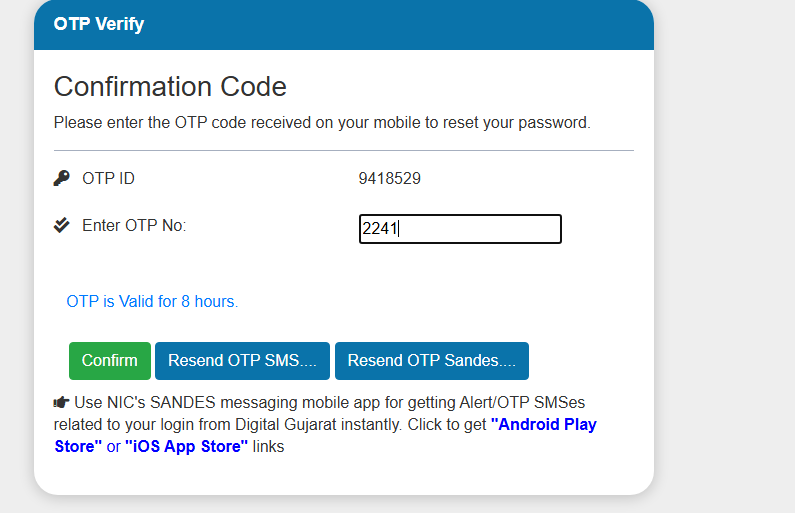 OTP Verify
Confirmation Code
Please enter the OTP code received on your mobile to reset your password.
OTP ID 9418529
Enter OTP No: 2241
OTP is Valid for 8 hours.
Confirm Resend OTP SMS.... Resend OTP Sandes....
Use NIC's SANDES messaging mobile app for getting Alert/OTP SMSes
related to your login from Digital Gujarat instantly. Click to get "Android Play
Store" or "iOS App Store" links